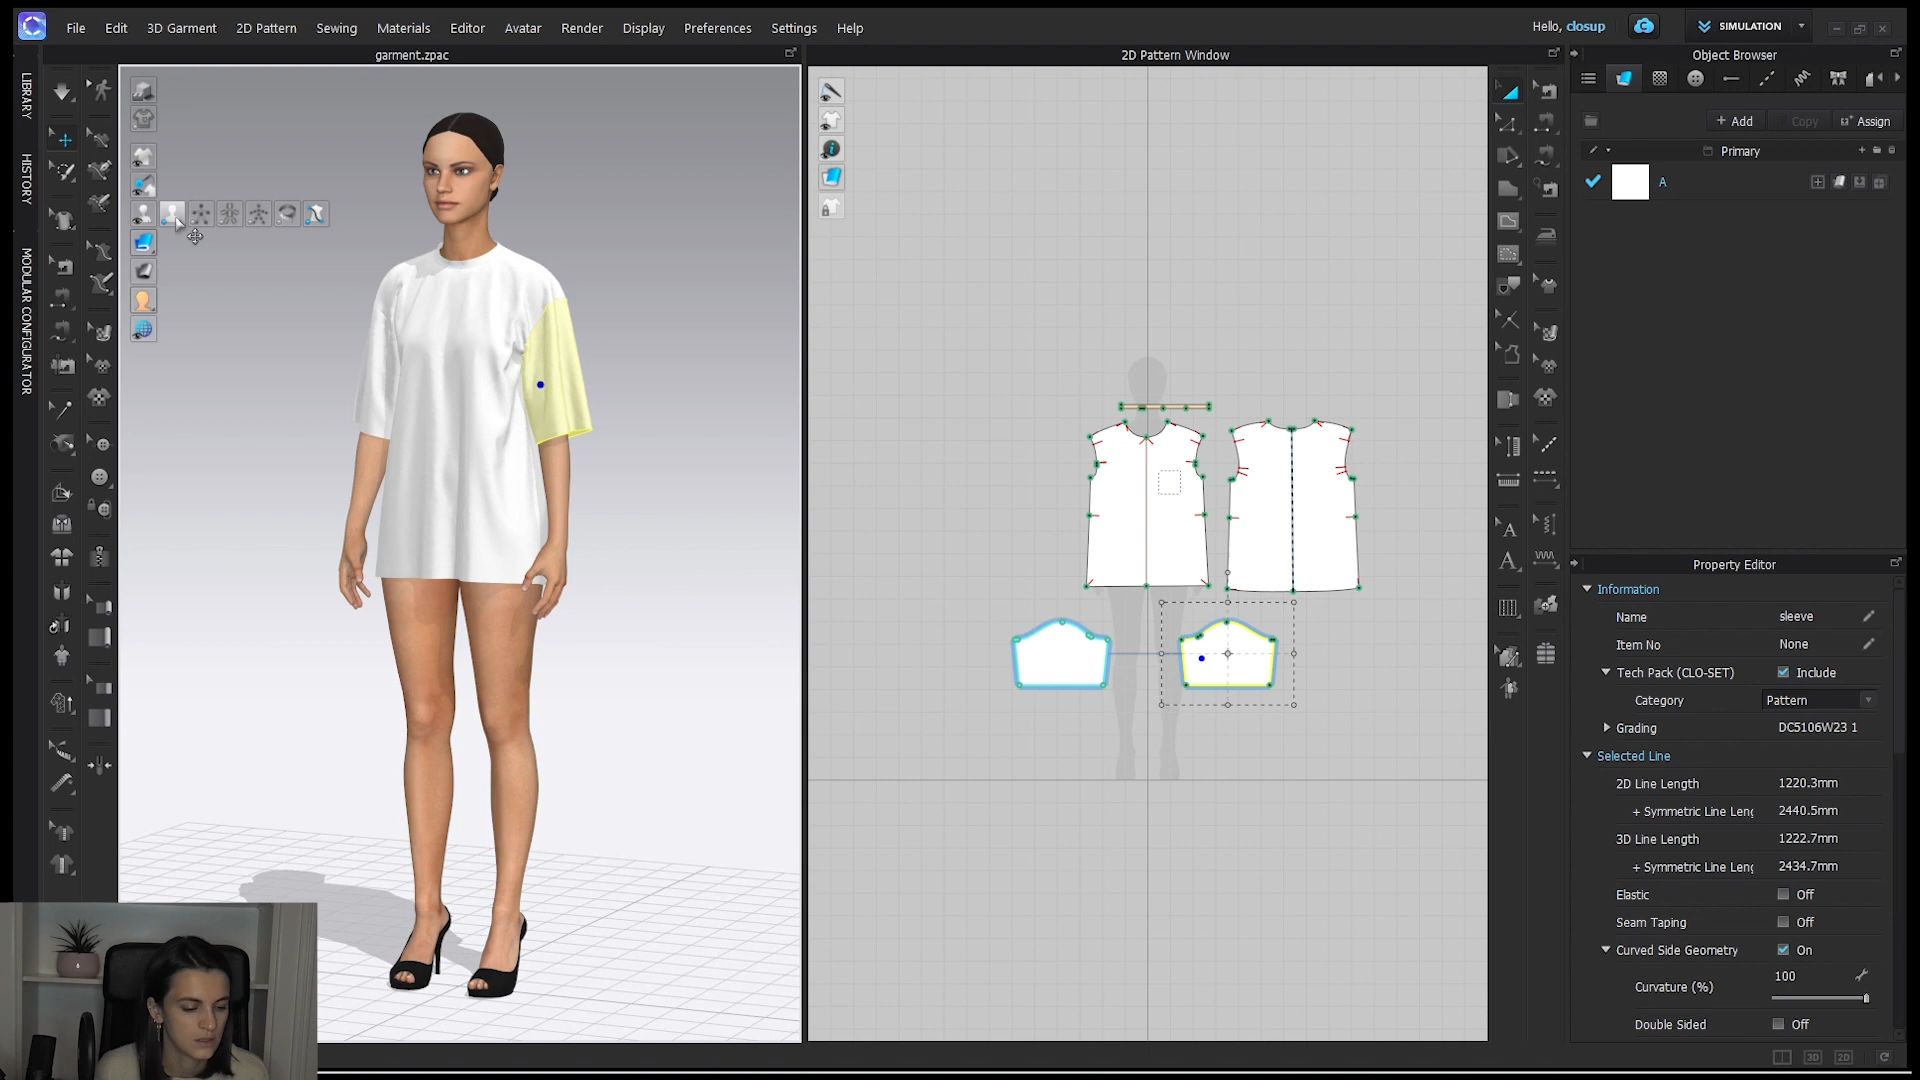 File Edit 3D Garment 2D Pattern Sewing Materials Editor Avatar Render Display Preferences Settings Help
Hello, closup
SIMULATION
garment.zpac
2D Pattern Window
Object Browser
LIBRARY
HISTORY
MODULAR CONFIGURATOR
+ Add Copy Assign
Primary
A
Property Editor
Information
Name sleeve
Item No None
Tech Pack (CLO-SET) Include
Category Pattern
Grading DC5106W23 1
Selected Line
2D Line Length 1220.3mm
+ Symmetric Line Leng 2440.5mm
3D Line Length 1222.7mm
+ Symmetric Line Leng 2434.7mm
Elastic Off
Seam Taping Off
Curved Side Geometry On
Curvature (%) 100
Double Sided Off
3D 2D